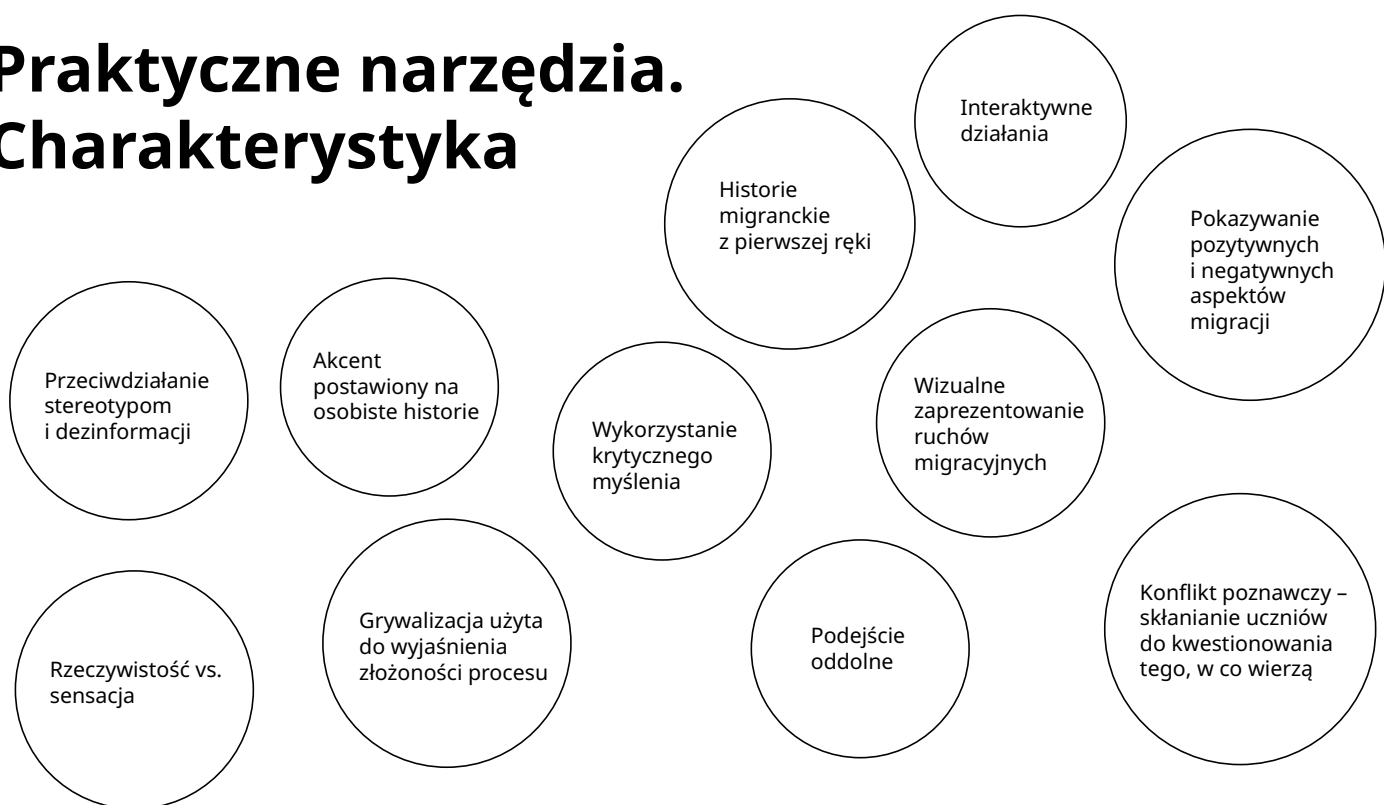 Praktyczne narzędzia.
Charakterystyka
Interaktywne
działania
Historie
migranckie
z pierwszej ręki
Pokazywanie
pozytywnych
i negatywnych
aspektów
migracji
Przeciwdziałanie
stereotypom
i dezinformacji
Akcent
postawiony na
osobiste historie
Wykorzystanie
krytycznego
myślenia
Wizualne
zaprezentowanie
ruchów
migracyjnych
Rzeczywistość vs.
sensacja
Grywalizacja użyta
do wyjaśnienia
złożoności procesu
Podejście
oddolne
Konflikt poznawczy –
skłanianie uczniów
do kwestionowania
tego, w co wierzą